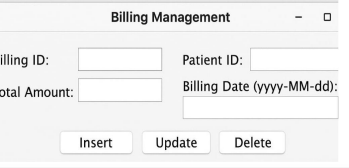 Billing Management
illing ID:
Patient ID:
otal Amount:
Billing Date (yyyy-MM-dd):
Insert
Update
Delete